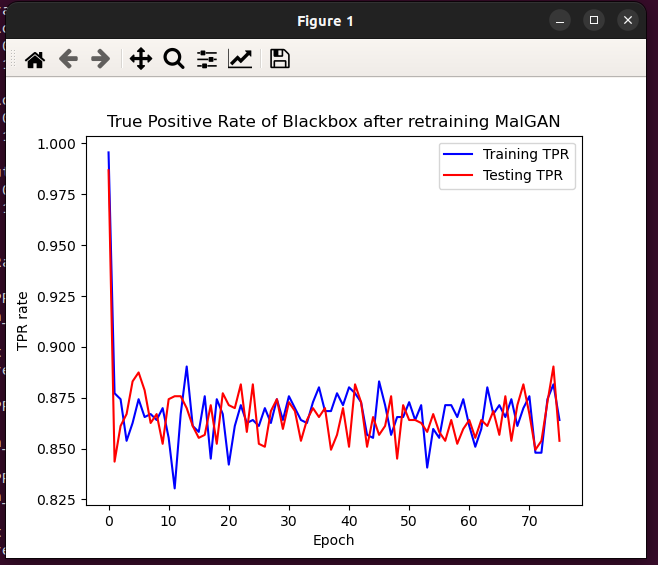 Figure 1
True Positive Rate of Blackbox after retraining MalGAN
Training TPR
Testing TPR
TPR rate
1.000
0.975
0.950
0.925
0.900
0.875
0.850
0.825
0 10 20 30 40 50 60 70
Epoch